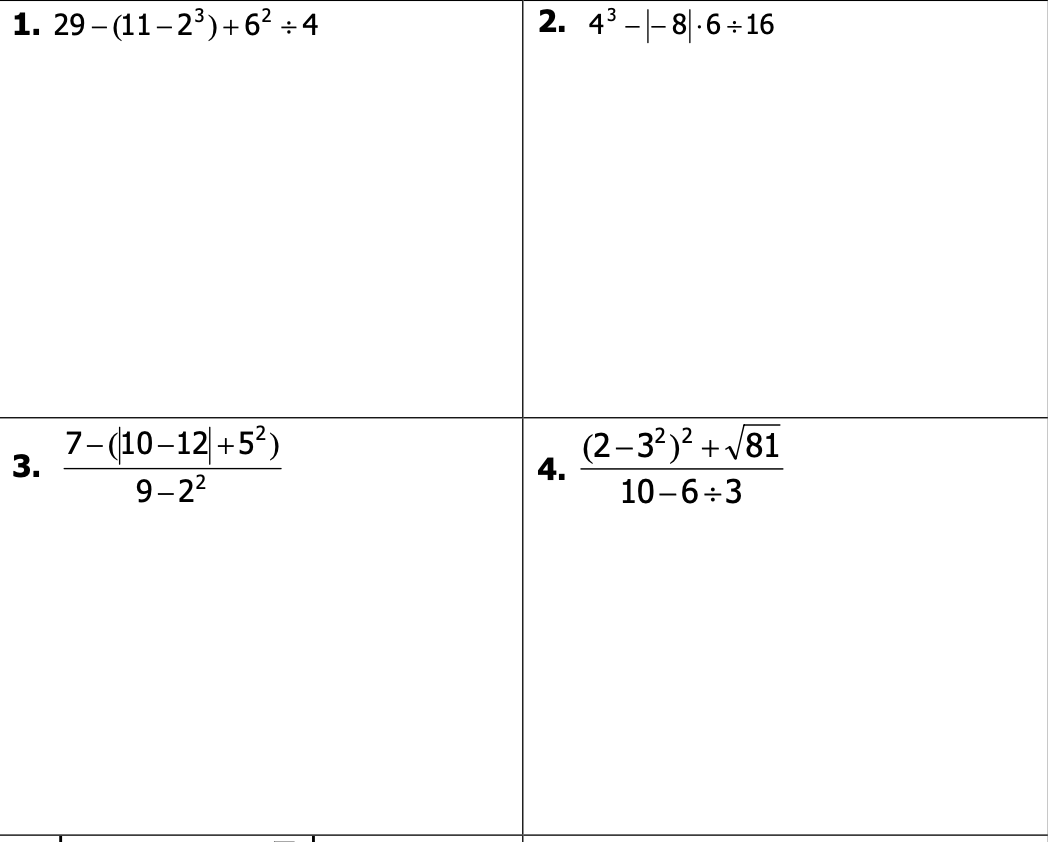 1. 29 – (11 – 2³) + 6² ÷ 4
2. 4³ – |– 8| · 6 ÷ 16
3. 7 – (|10 – 12| + 5²)
9 – 2²
4. (2 – 3²)² + √81
10 – 6 ÷ 3